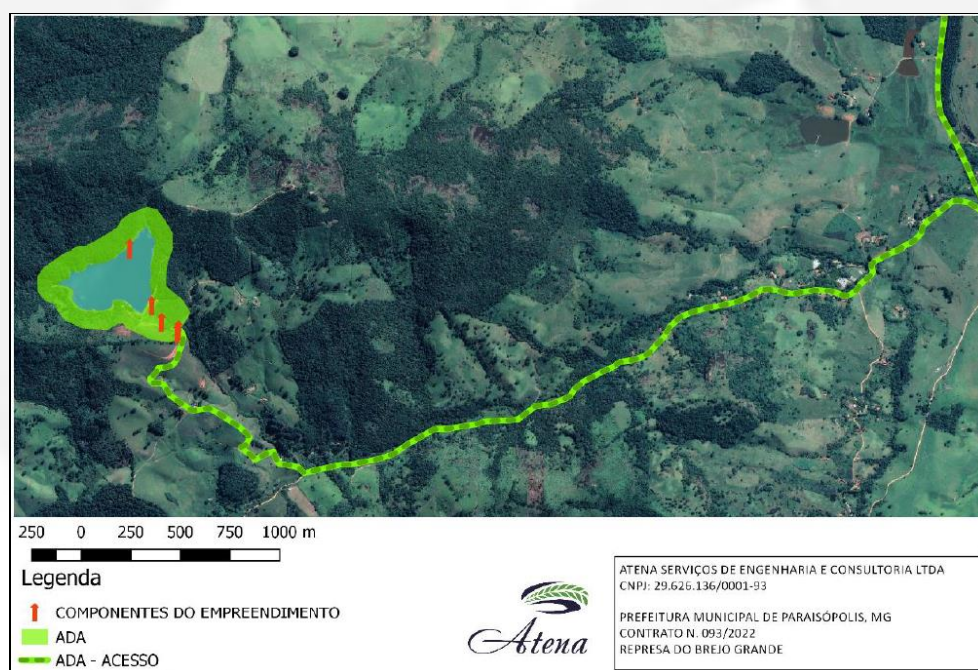 250 0 250 500 750 1000 m
Legenda
COMPONENTES DO EMPREENDIMENTO
ADA
ADA - ACESSO
Atena
ATENA SERVIÇOS DE ENGENHARIA E CONSULTORIA LTDA
CNPJ: 29.626.136/0001-93
PREFEITURA MUNICIPAL DE PARAISÓPOLIS, MG
CONTRATO N. 093/2022
REPRESA DO BREJO GRANDE